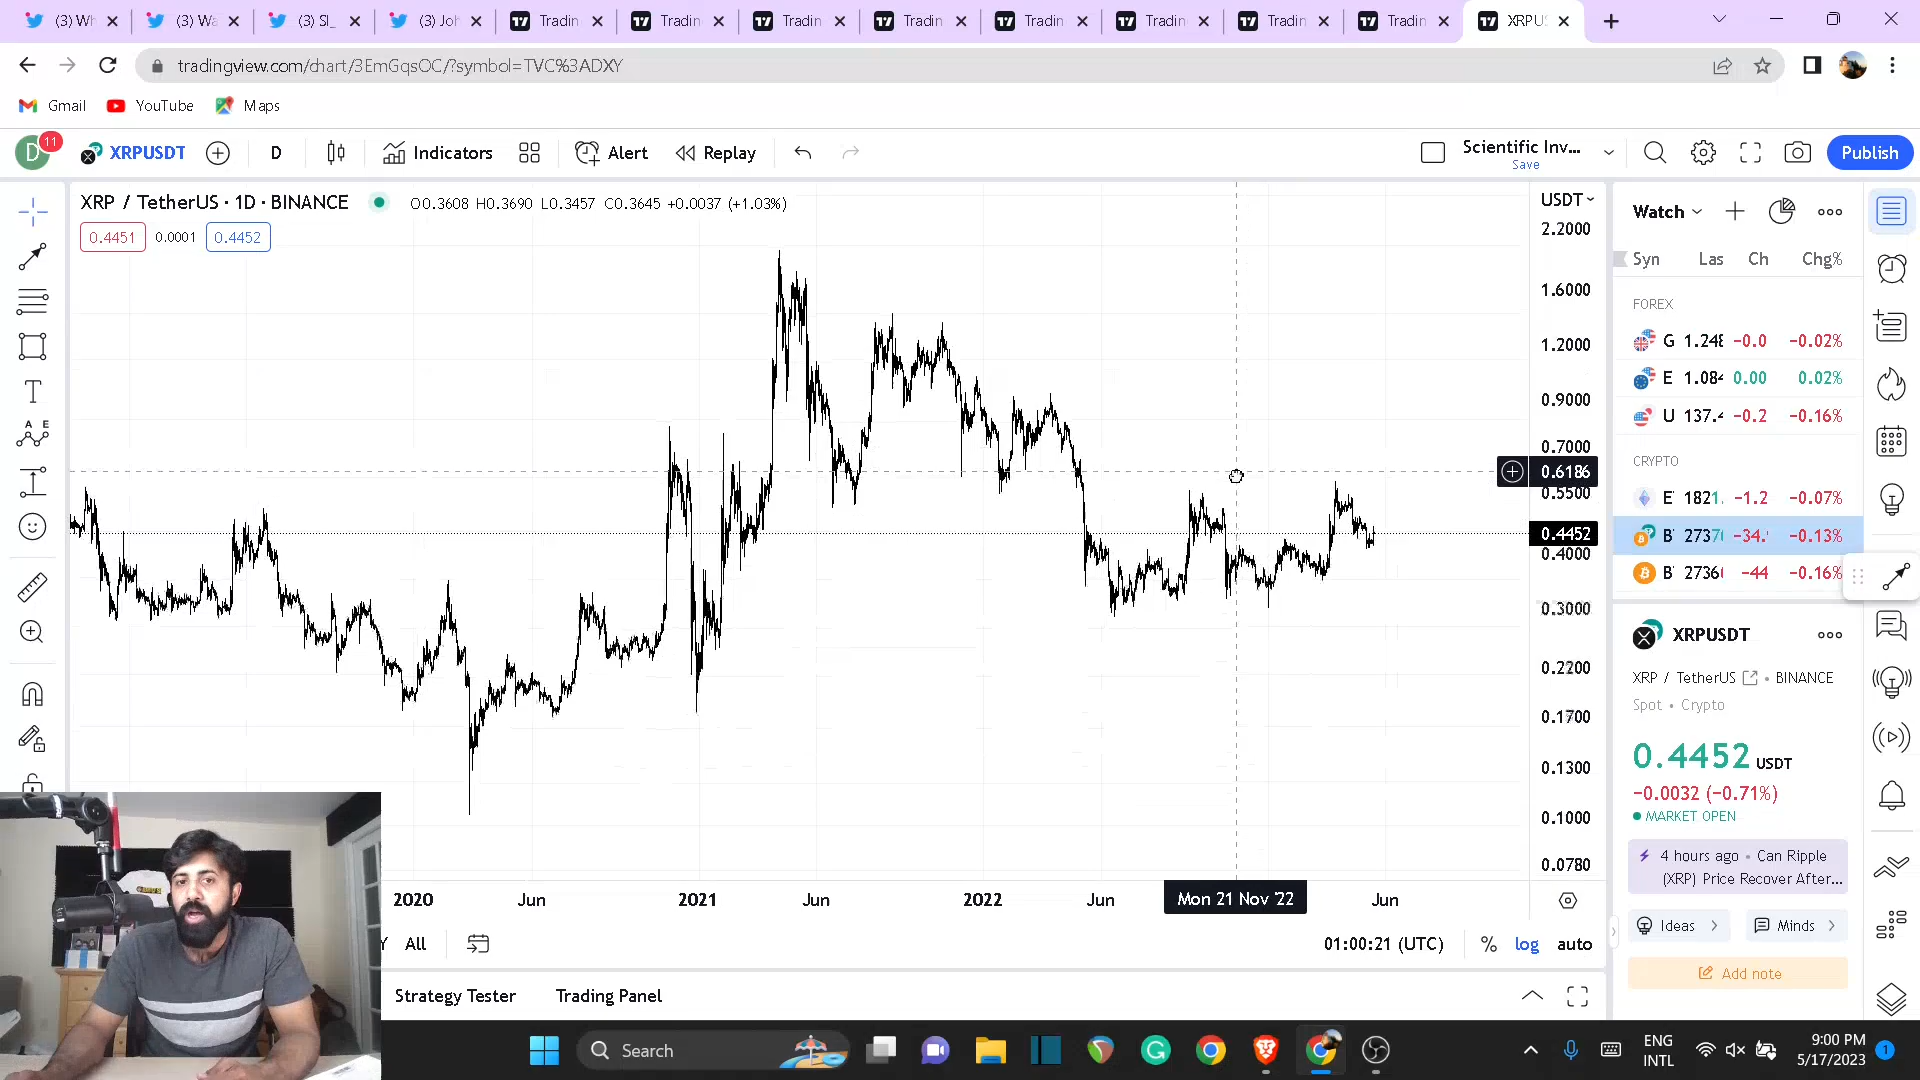 (3) Wh
(3) Wa
(3) Sl_
(3) Joh
Tradin
Tradin
Tradin
Tradin
Tradin
Tradin
Tradin
Tradin
XRPUS
tradingview.com/chart/3EmGqsOC/?symbol=TVC%3ADXY
Gmail
YouTube
Maps
D
11
XRPUSDT
D
Indicators
Alert
Replay
Scientific Inv...
Save
Publish
XRP / TetherUS · 1D · BINANCE
O0.3608 H0.3690 L0.3457 C0.3645 +0.0037 (+1.03%)
0.4451
0.0001
0.4452
USDT
2.2000
1.6000
1.2000
0.9000
0.7000
0.6186
0.5500
0.4452
0.4000
0.3000
0.2200
0.1700
0.1300
0.1000
0.0780
2020
Jun
2021
Jun
2022
Jun
Mon 21 Nov '22
Jun
Y
All
01:00:21 (UTC)
%
log
auto
Strategy Tester
Trading Panel
Watch
Syn Las Ch Chg%
FOREX
G 1.248 −0.0 −0.02%
E 1.084 0.00 0.02%
U 137.4 −0.2 −0.16%
CRYPTO
E 1821. −1.2 −0.07%
B 2737 −34. −0.13%
B 2736 −44 −0.16%
XRPUSDT
XRP / TetherUS • BINANCE
Spot • Crypto
0.4452 USDT
−0.0032 (−0.71%)
MARKET OPEN
4 hours ago • Can Ripple
(XRP) Price Recover After...
Ideas
Minds
Add note
Search
ENG
INTL
9:00 PM
5/17/2023
1